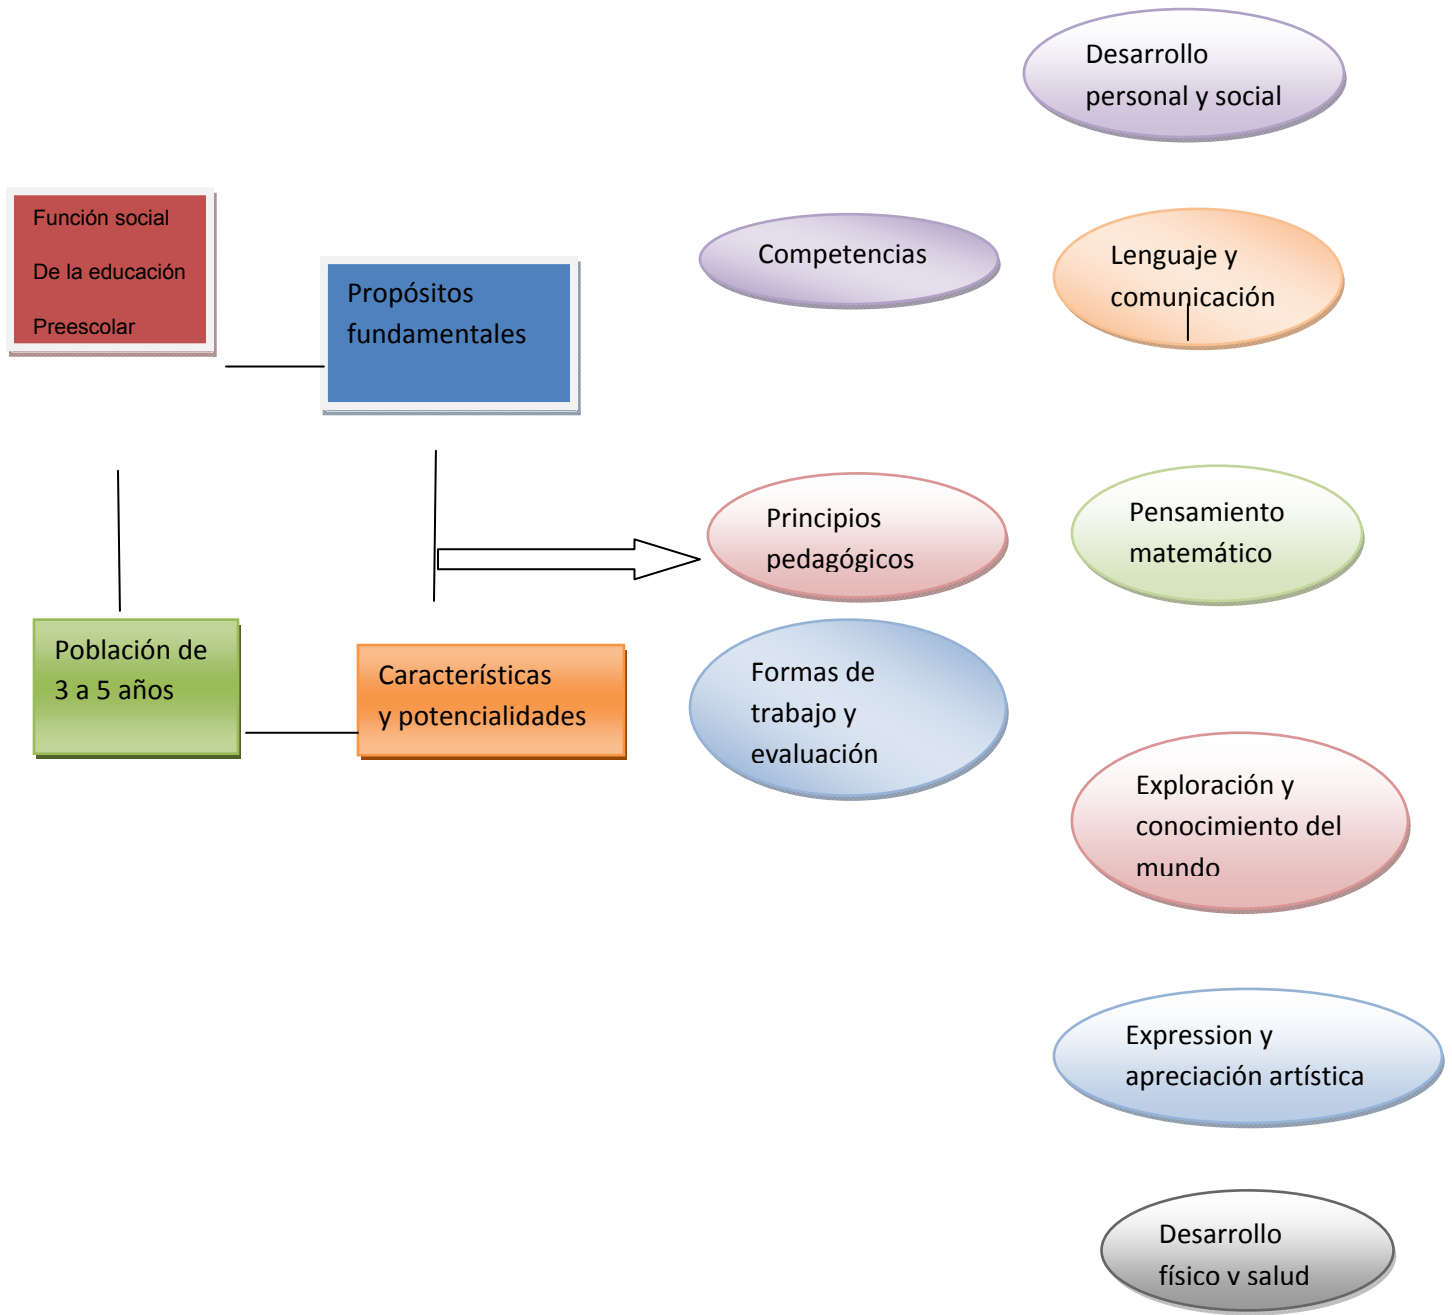 Desarrollo
personal y social
Función social
De la educación
Preescolar
Propósitos
fundamentales
Competencias
Lenguaje y
comunicación
Principios
pedagógicos
Pensamiento
matemático
Población de
3 a 5 años
Características
y potencialidades
Formas de
trabajo y
evaluación
Exploración y
conocimiento del
mundo
Expression y
apreciación artística
Desarrollo
físico y salud